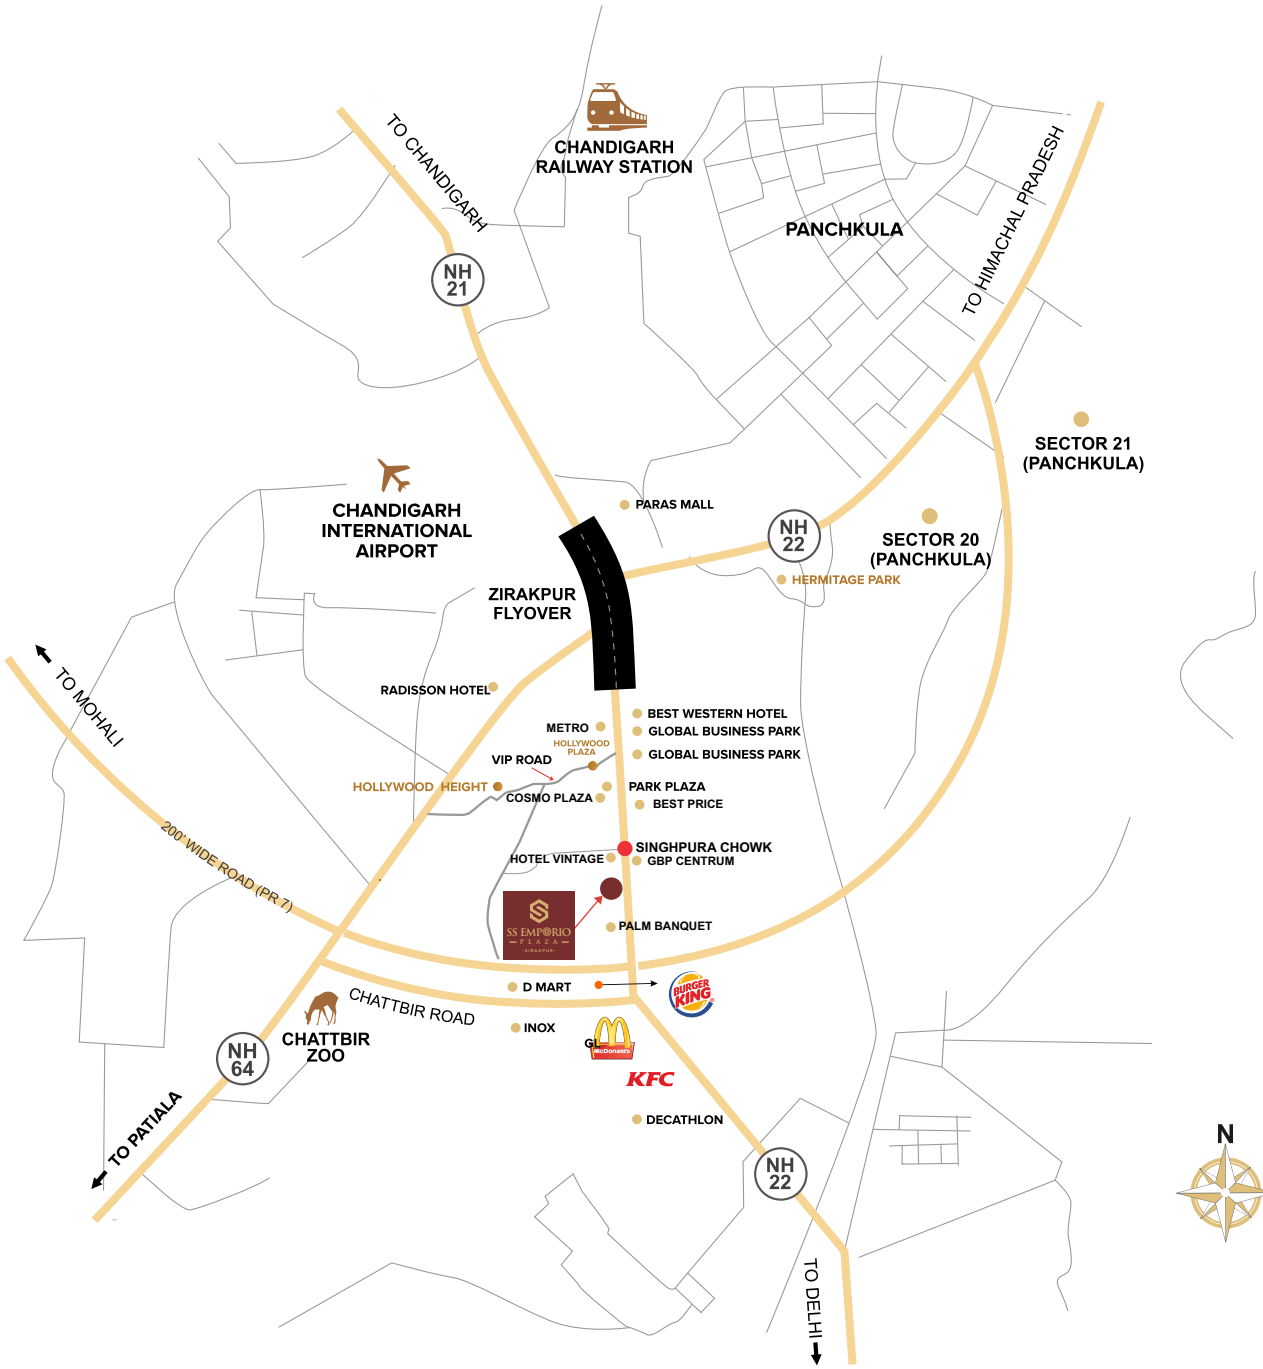 TO CHANDIGARH
CHANDIGARH
RAILWAY STATION
PANCHKULA
TO HIMACHAL PRADESH
NH
21
SECTOR 21
(PANCHKULA)
CHANDIGARH
INTERNATIONAL
AIRPORT
PARAS MALL
NH
22
SECTOR 20
(PANCHKULA)
HERMITAGE PARK
ZIRAKPUR
FLYOVER
TO MOHALI
RADISSON HOTEL
BEST WESTERN HOTEL
METRO
GLOBAL BUSINESS PARK
HOLLYWOOD
PLAZA
GLOBAL BUSINESS PARK
VIP ROAD
HOLLYWOOD HEIGHT
PARK PLAZA
COSMO PLAZA
BEST PRICE
200' WIDE ROAD (PR 7)
SINGHPURA CHOWK
HOTEL VINTAGE
GBP CENTRUM
SS EMPORIO
PLAZA
-ZIRAKPUR-
PALM BANQUET
D MART
BURGER
KING
CHATTBIR ROAD
INOX
CHATTBIR
ZOO
GL
McDonald's
NH
64
KFC
TO PATIALA
DECATHLON
N
NH
22
TO DELHI